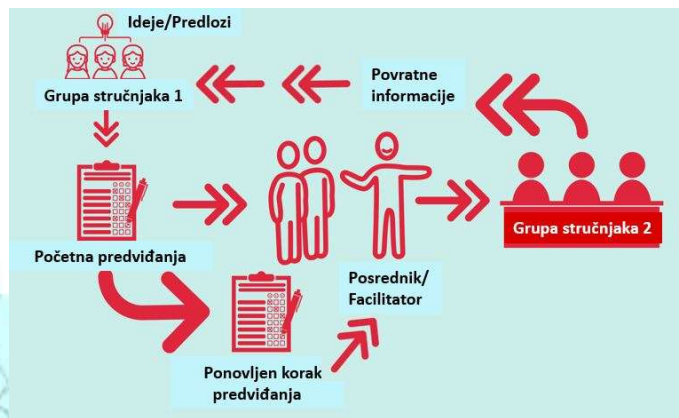 Ideje/Predlozi
Grupa stručnjaka 1
Povratne
informacije
Početna predviđanja
Posrednik/
Facilitator
Grupa stručnjaka 2
Ponovljen korak
predviđanja